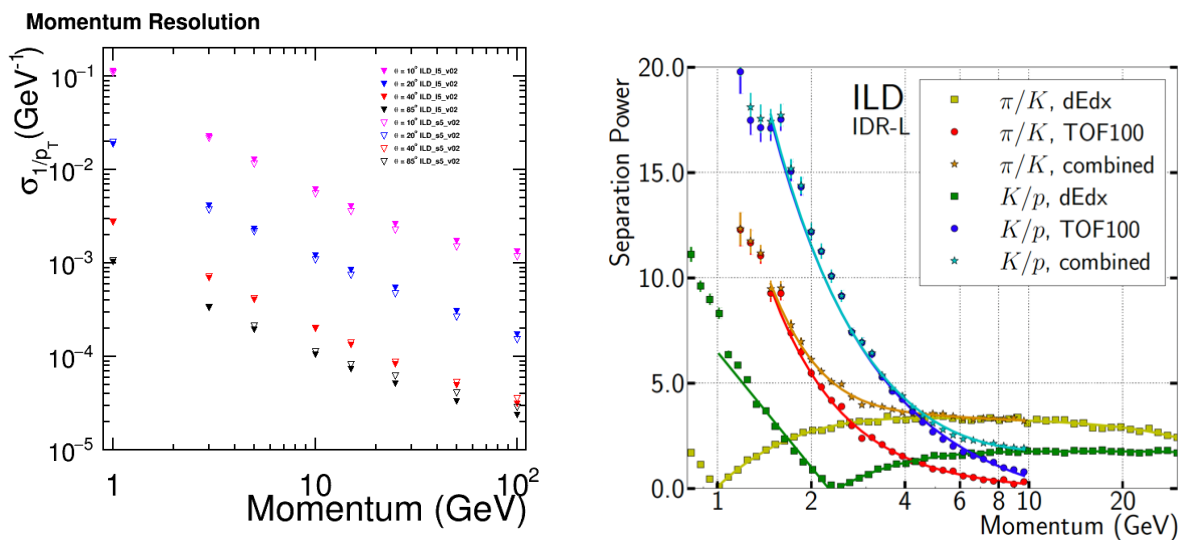 Momentum Resolution
σ1/pT(GeV-1)
10-1
10-2
10-3
10-4
10-5
θ = 10° ILD_l5_v02
θ = 20° ILD_l5_v02
θ = 40° ILD_l5_v02
θ = 85° ILD_l5_v02
θ = 10° ILD_s5_v02
θ = 20° ILD_s5_v02
θ = 40° ILD_s5_v02
θ = 85° ILD_s5_v02
1 10 102
Momentum (GeV)
Separation Power
20.0
15.0
10.0
5.0
0.0
ILD
IDR-L
π/K, dEdx
π/K, TOF100
π/K, combined
K/p, dEdx
K/p, TOF100
K/p, combined
1 2 4 6 8 10 20
Momentum (GeV)